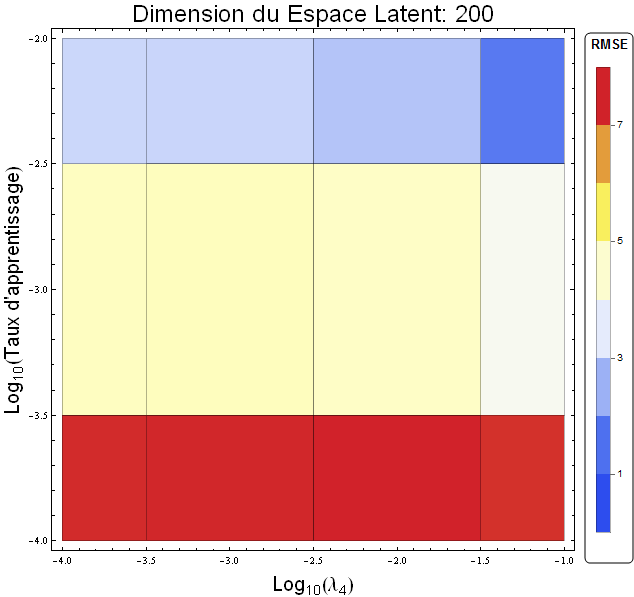 Dimension du Espace Latent: 200
RMSE
7
5
3
1
Log10(Taux d'apprentissage)
-2.0
-2.5
-3.0
-3.5
-4.0
-4.0 -3.5 -3.0 -2.5 -2.0 -1.5 -1.0
Log10(λ4)